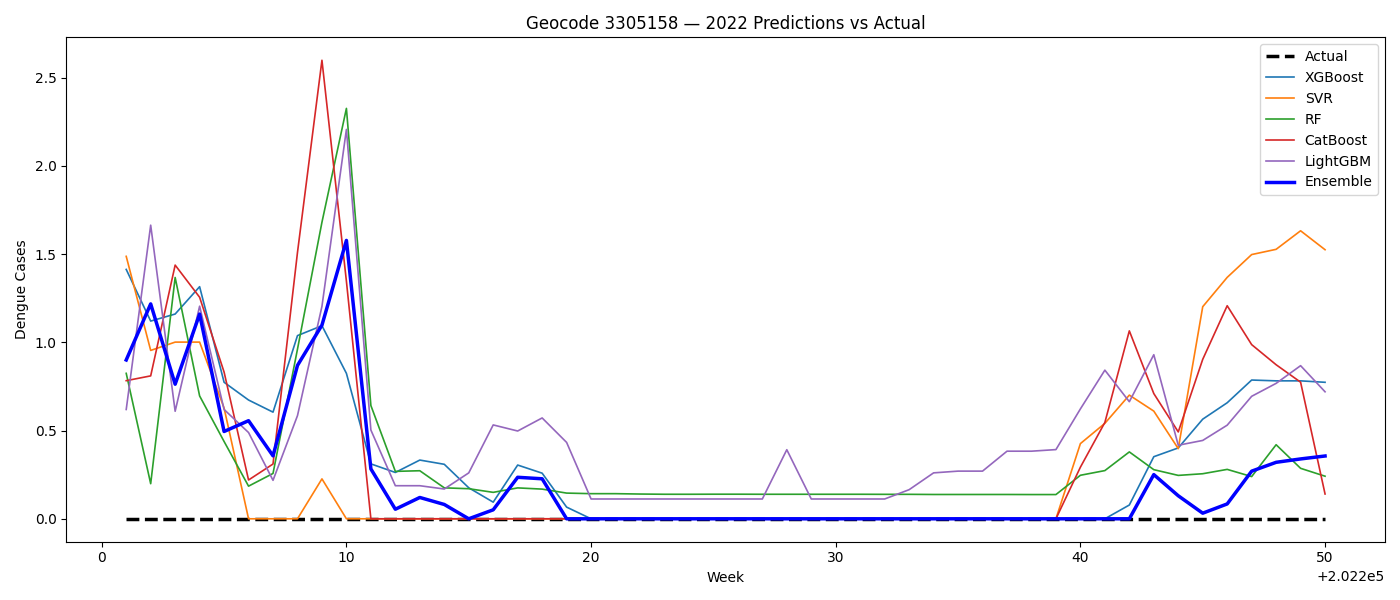 Geocode 3305158 — 2022 Predictions vs Actual
Dengue Cases
2.5
2.0
1.5
1.0
0.5
0.0
Actual
XGBoost
SVR
RF
CatBoost
LightGBM
Ensemble
0
10
20
30
40
50
+2.022e5
Week